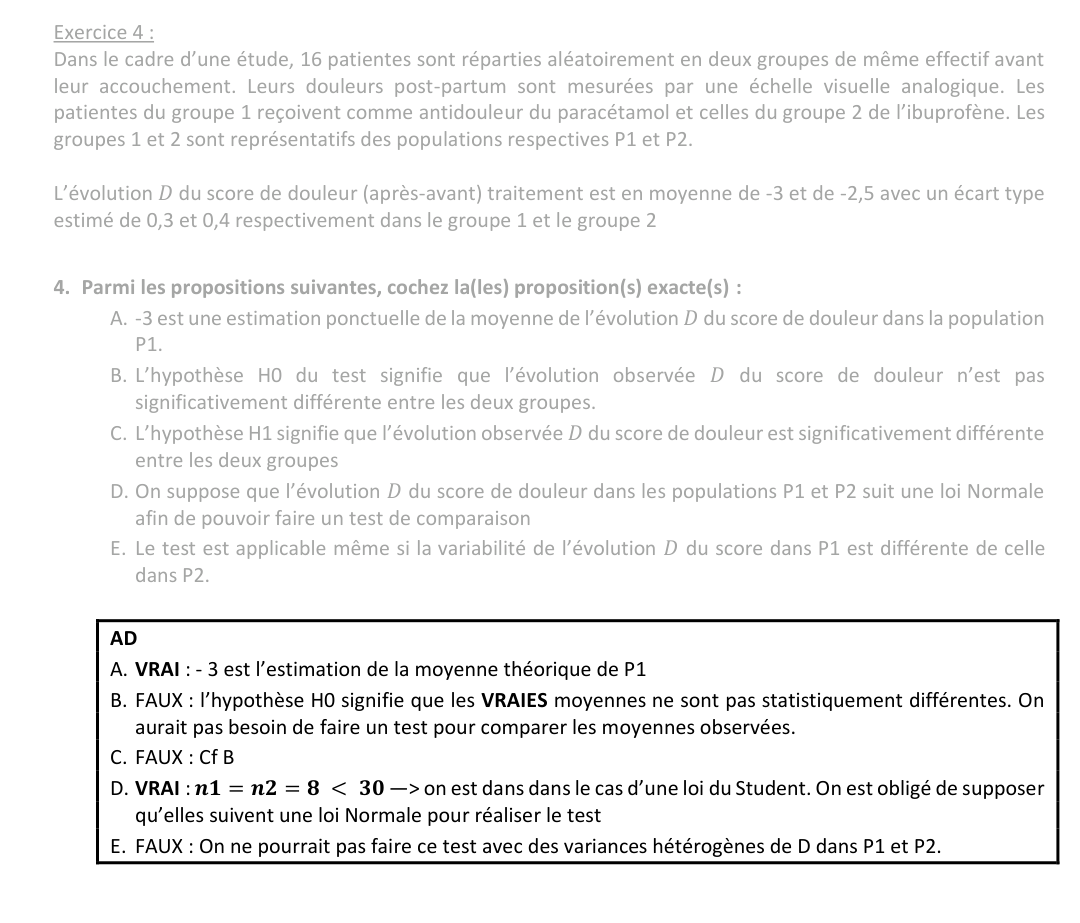 Exercice 4 :
Dans le cadre d’une étude, 16 patientes sont réparties aléatoirement en deux groupes de même effectif avant
leur accouchement. Leurs douleurs post-partum sont mesurées par une échelle visuelle analogique. Les
patientes du groupe 1 reçoivent comme antidouleur du paracétamol et celles du groupe 2 de l’ibuprofène. Les
groupes 1 et 2 sont représentatifs des populations respectives P1 et P2.
L’évolution D du score de douleur (après-avant) traitement est en moyenne de -3 et de -2,5 avec un écart type
estimé de 0,3 et 0,4 respectivement dans le groupe 1 et le groupe 2
4. Parmi les propositions suivantes, cochez la(les) proposition(s) exacte(s) :
A. -3 est une estimation ponctuelle de la moyenne de l’évolution D du score de douleur dans la population
P1.
B. L’hypothèse H0 du test signifie que l’évolution observée D du score de douleur n’est pas
significativement différente entre les deux groupes.
C. L’hypothèse H1 signifie que l’évolution observée D du score de douleur est significativement différente
entre les deux groupes
D. On suppose que l’évolution D du score de douleur dans les populations P1 et P2 suit une loi Normale
afin de pouvoir faire un test de comparaison
E. Le test est applicable même si la variabilité de l’évolution D du score dans P1 est différente de celle
dans P2.
AD
A. VRAI : - 3 est l’estimation de la moyenne théorique de P1
B. FAUX : l’hypothèse H0 signifie que les VRAIES moyennes ne sont pas statistiquement différentes. On
aurait pas besoin de faire un test pour comparer les moyennes observées.
C. FAUX : Cf B
D. VRAI : n1 = n2 = 8 < 30 —> on est dans dans le cas d’une loi du Student. On est obligé de supposer
qu’elles suivent une loi Normale pour réaliser le test
E. FAUX : On ne pourrait pas faire ce test avec des variances hétérogènes de D dans P1 et P2.